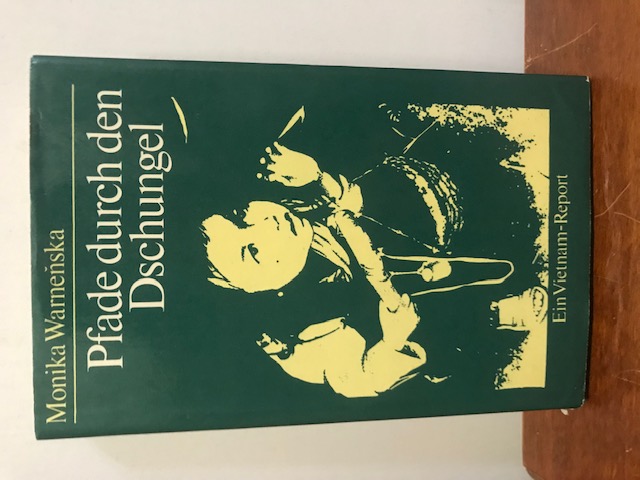 Monika Warneńska
Pfade durch den
Dschungel
Ein Vietnam-Report